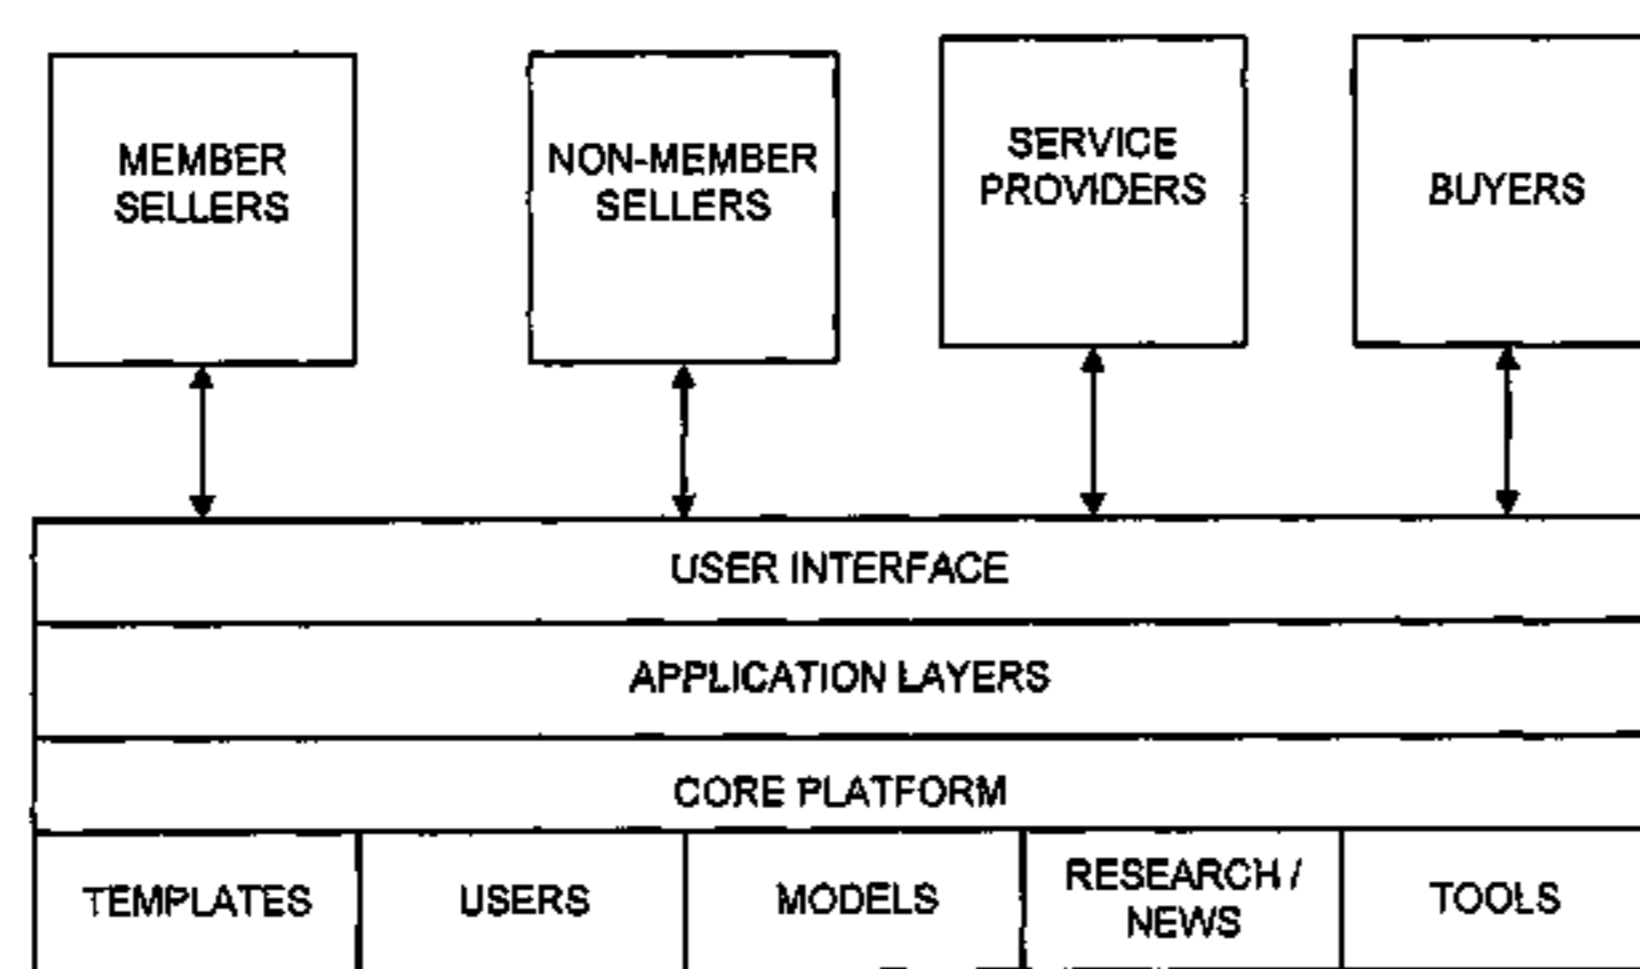 MEMBER
SELLERS
NON-MEMBER
SELLERS
SERVICE
PROVIDERS
BUYERS
USER INTERFACE
APPLICATION LAYERS
CORE PLATFORM
TEMPLATES
USERS
MODELS
RESEARCH /
NEWS
TOOLS